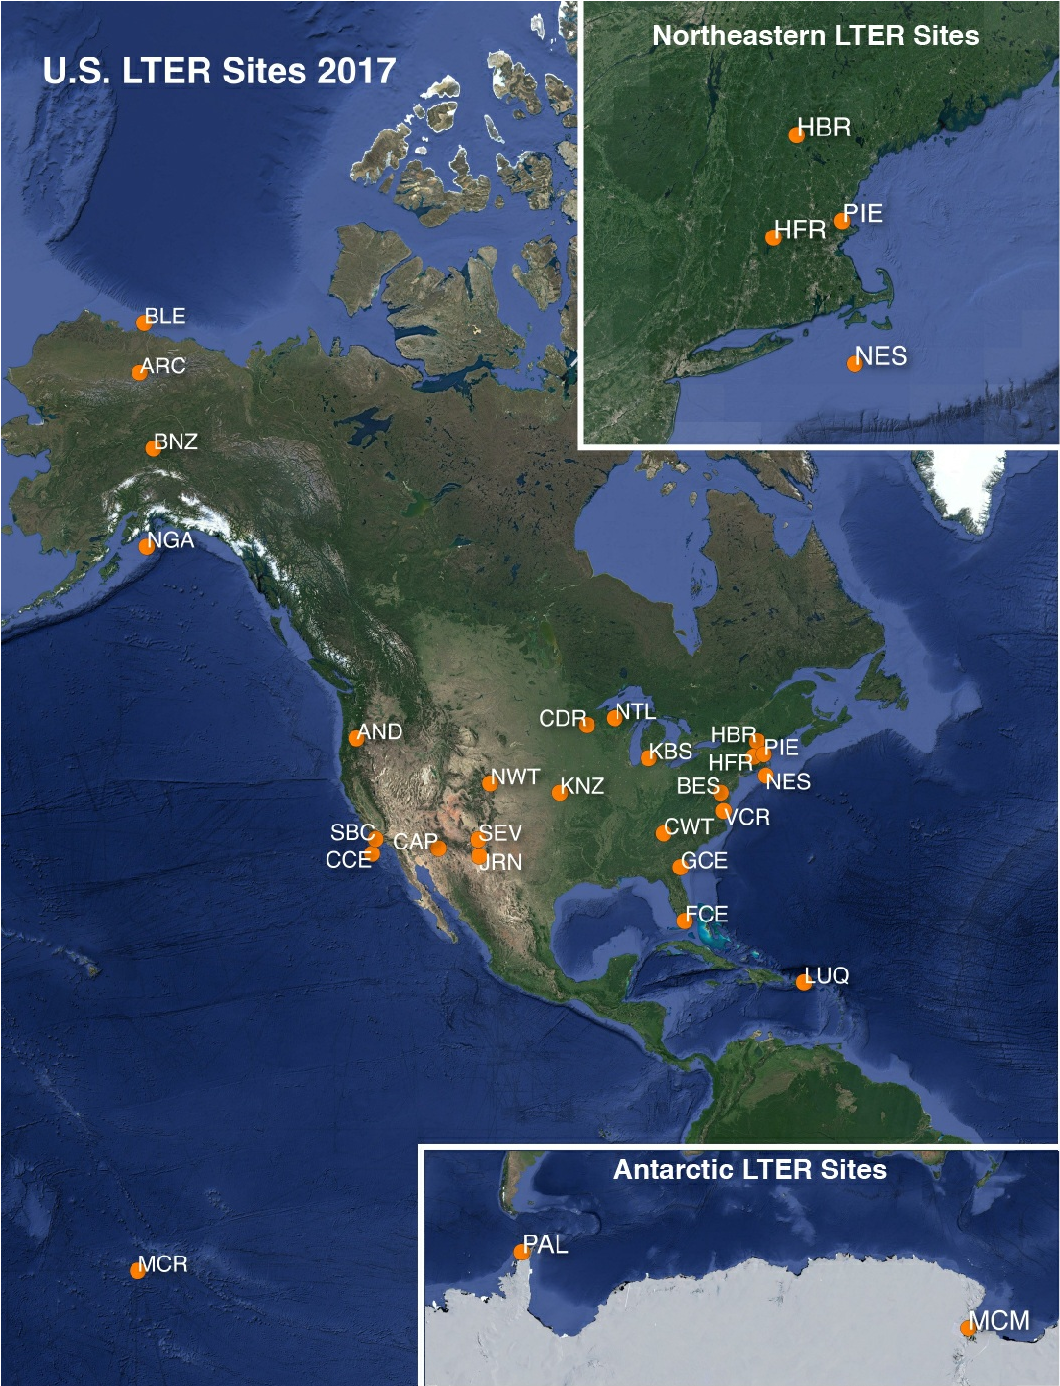 U.S. LTER Sites 2017
Northeastern LTER Sites
HBR
PIE
HFR
NES
BLE
ARC
BNZ
NGA
AND
CDR
NTL
KBS
HBR
PIE
HFR
NES
NWT
KNZ
BES
VCR
SBC
CAP
SEV
CWT
CCE
JRN
GCE
FCE
LUQ
MCR
Antarctic LTER Sites
PAL
MCM